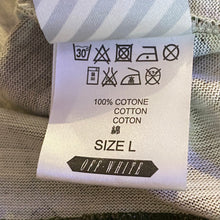 30°
100% COTONE
COTTON
COTON
SIZE L
OFF-WHITE